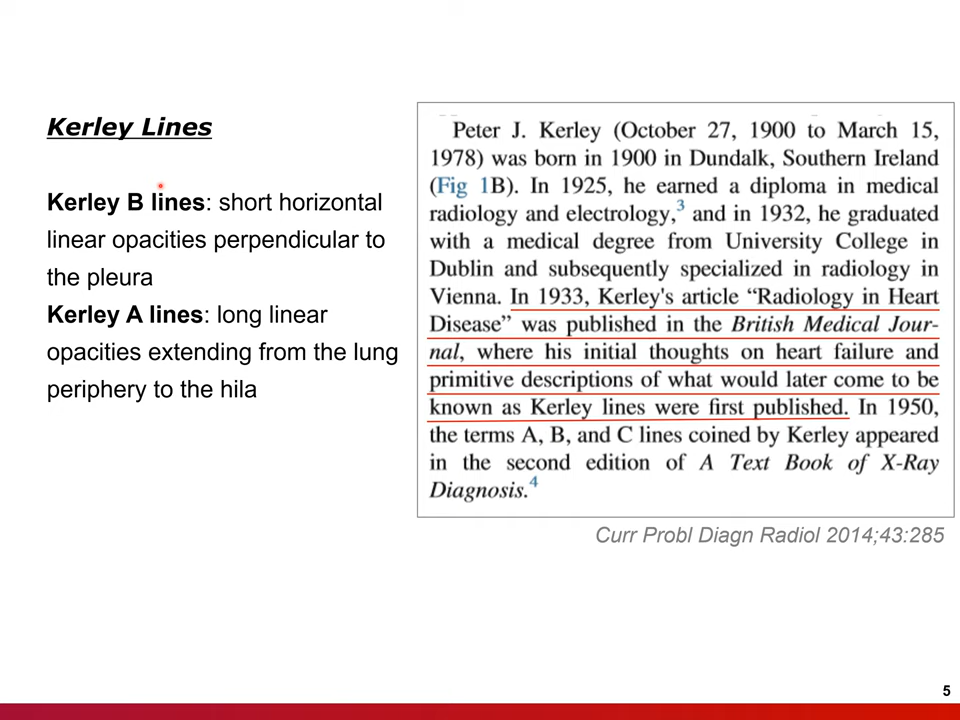 Kerley Lines
Kerley B lines: short horizontal
linear opacities perpendicular to
the pleura
Kerley A lines: long linear
opacities extending from the lung
periphery to the hila
Peter J. Kerley (October 27, 1900 to March 15,
1978) was born in 1900 in Dundalk, Southern Ireland
(Fig 1B). In 1925, he earned a diploma in medical
radiology and electrology,3 and in 1932, he graduated
with a medical degree from University College in
Dublin and subsequently specialized in radiology in
Vienna. In 1933, Kerley's article “Radiology in Heart
Disease” was published in the British Medical Jour-
nal, where his initial thoughts on heart failure and
primitive descriptions of what would later come to be
known as Kerley lines were first published. In 1950,
the terms A, B, and C lines coined by Kerley appeared
in the second edition of A Text Book of X-Ray
Diagnosis.4
Curr Probl Diagn Radiol 2014;43:285
5